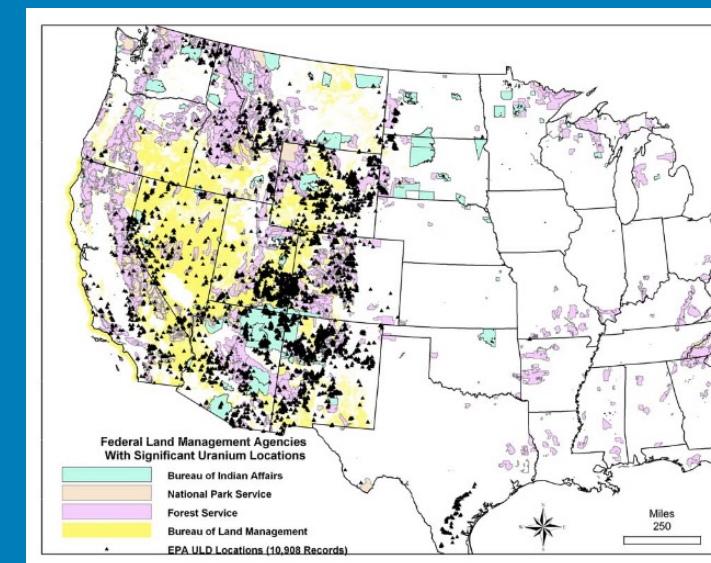 Federal Land Management Agencies
With Significant Uranium Locations
Bureau of Indian Affairs
National Park Service
Forest Service
Bureau of Land Management
EPA ULD Locations (10,908 Records)
Miles
250